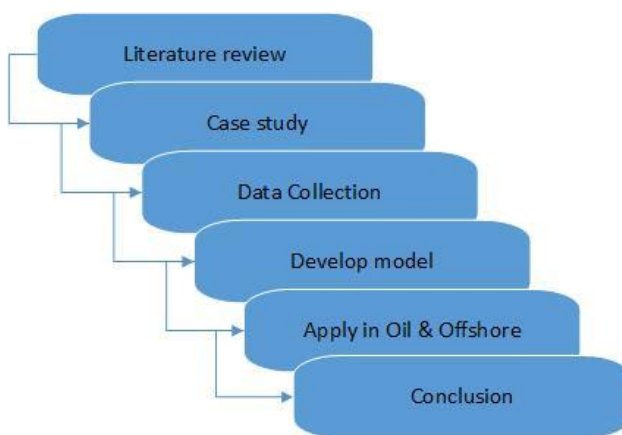 Literature review
Case study
Data Collection
Develop model
Apply in Oil & Offshore
Conclusion